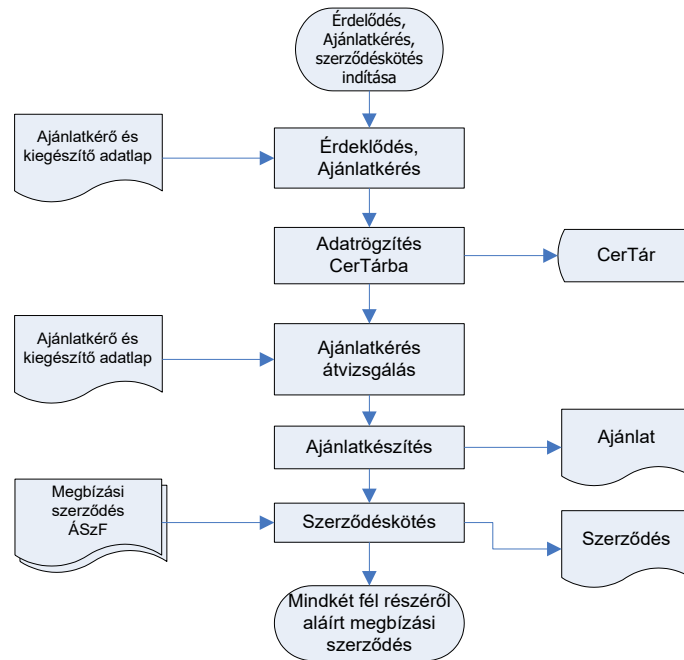 Érdelődés,
Ajánlatkérés,
szerződéskötés
indítása
Ajánlatkérő és
kiegészítő adatlap
Érdeklődés,
Ajánlatkérés
Adatrögzítés
CerTárba
CerTár
Ajánlatkérő és
kiegészítő adatlap
Ajánlatkérés
átvizsgálás
Ajánlatkészítés
Ajánlat
Megbízási
szerződés
ÁSzF
Szerződéskötés
Szerződés
Mindkét fél részéről
aláírt megbízási
szerződés